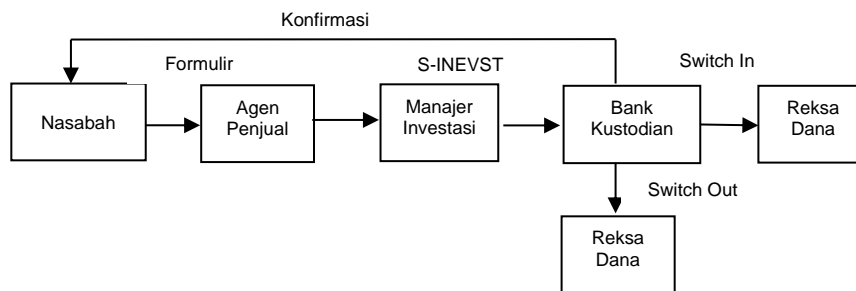 Konfirmasi
Formulir
S-INEVST
Switch In
Nasabah
Agen
Penjual
Manajer
Investasi
Bank
Kustodian
Reksa
Dana
Switch Out
Reksa
Dana